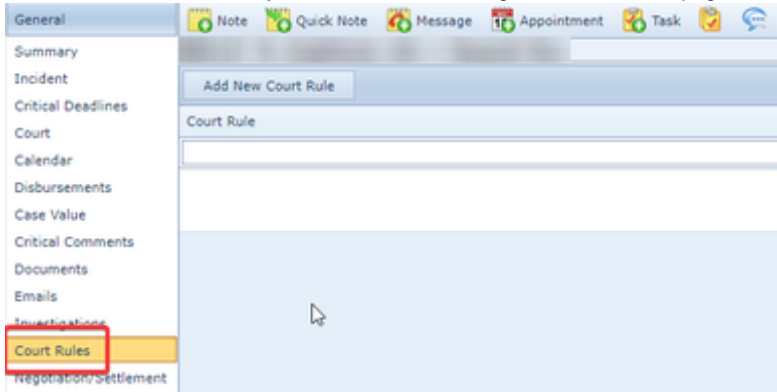 General
Note Quick Note Message Appointment Task
Summary
Incident
Add New Court Rule
Critical Deadlines
Court Rule
Court
Calendar
Disbursements
Case Value
Critical Comments
Documents
Emails
Investigations
Court Rules
Negotiation/Settlement